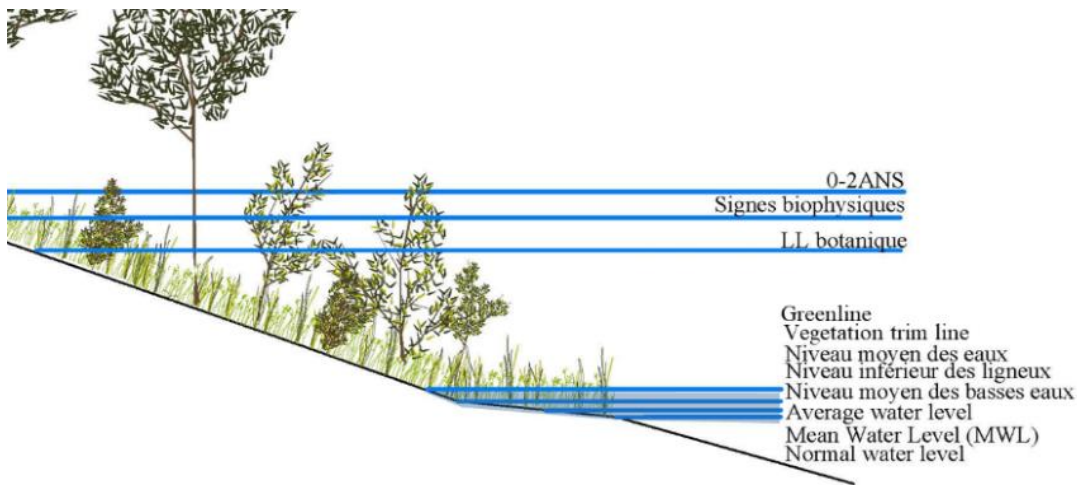 0-2ANS
Signes biophysiques
LL botanique
Greenline
Vegetation trim line
Niveau moyen des eaux
Niveau inférieur des ligneux
Niveau moyen des basses eaux
Average water level
Mean Water Level (MWL)
Normal water level